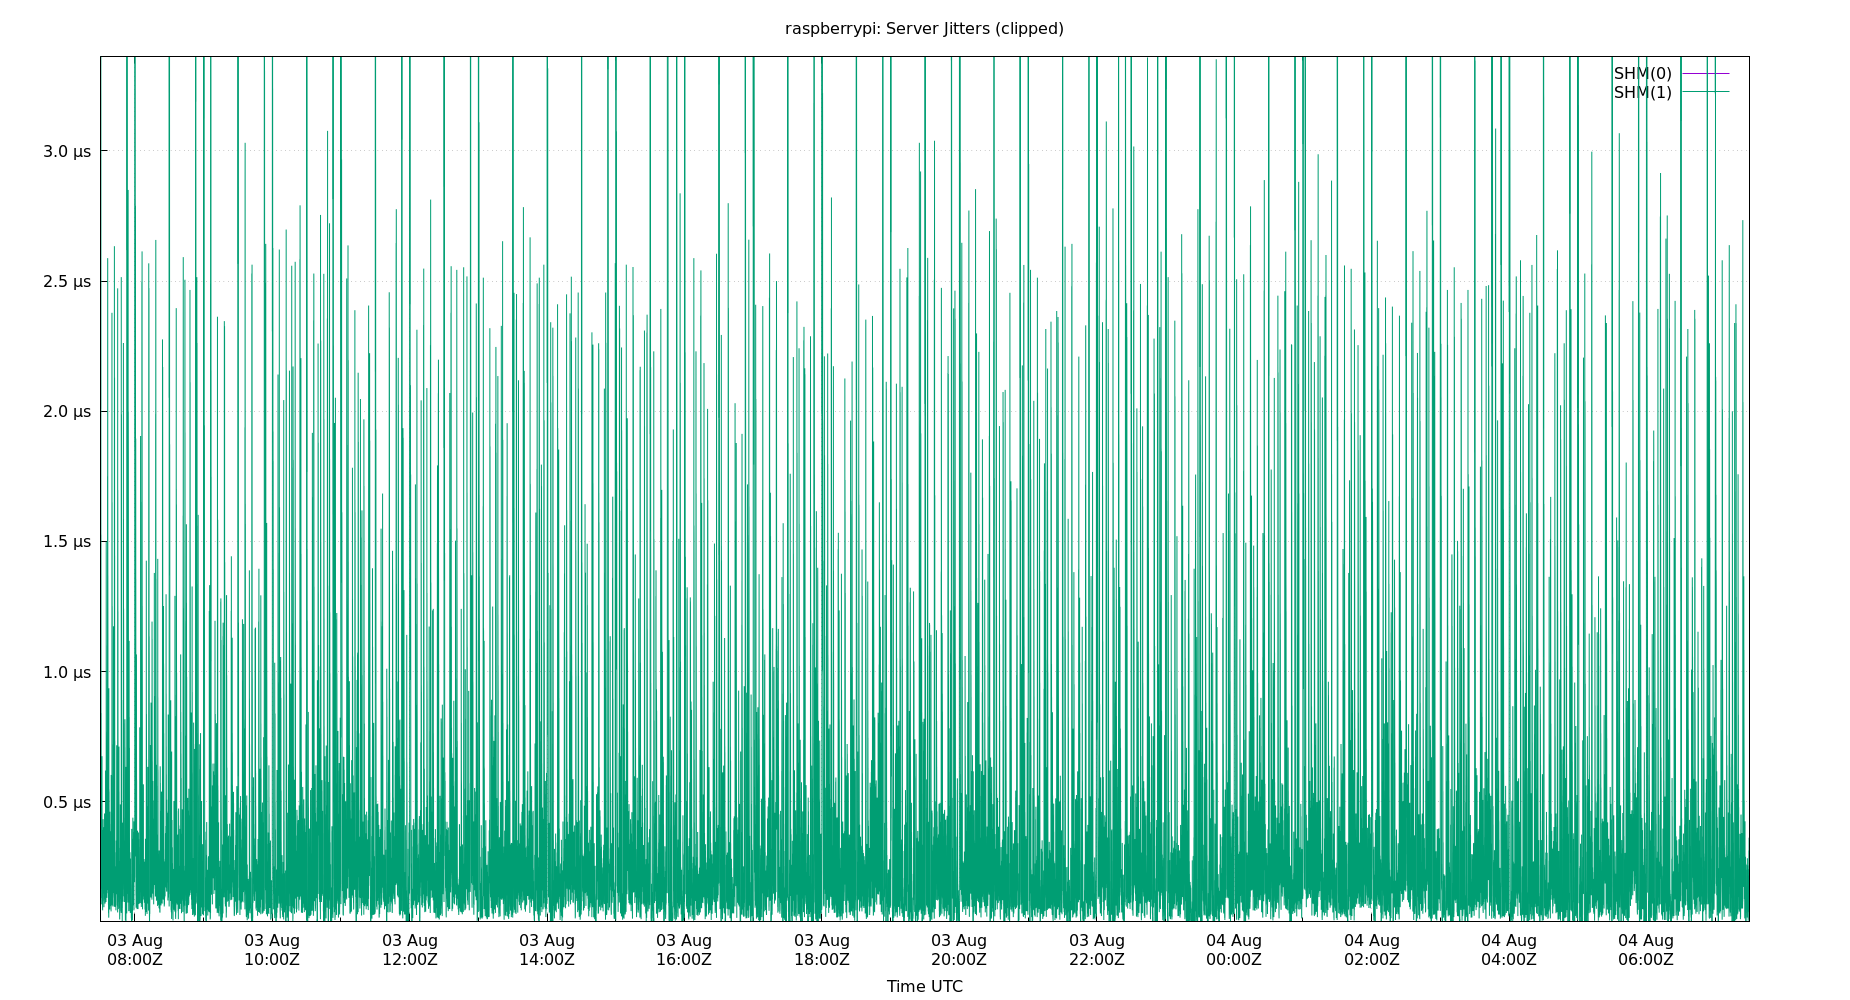 raspberrypi: Server Jitters (clipped)
SHM(0)
SHM(1)
3.0 µs
2.5 µs
2.0 µs
1.5 µs
1.0 µs
0.5 µs
03 Aug 03 Aug 03 Aug 03 Aug 03 Aug 03 Aug 03 Aug 03 Aug 04 Aug 04 Aug 04 Aug 04 Aug
08:00Z 10:00Z 12:00Z 14:00Z 16:00Z 18:00Z 20:00Z 22:00Z 00:00Z 02:00Z 04:00Z 06:00Z
Time UTC